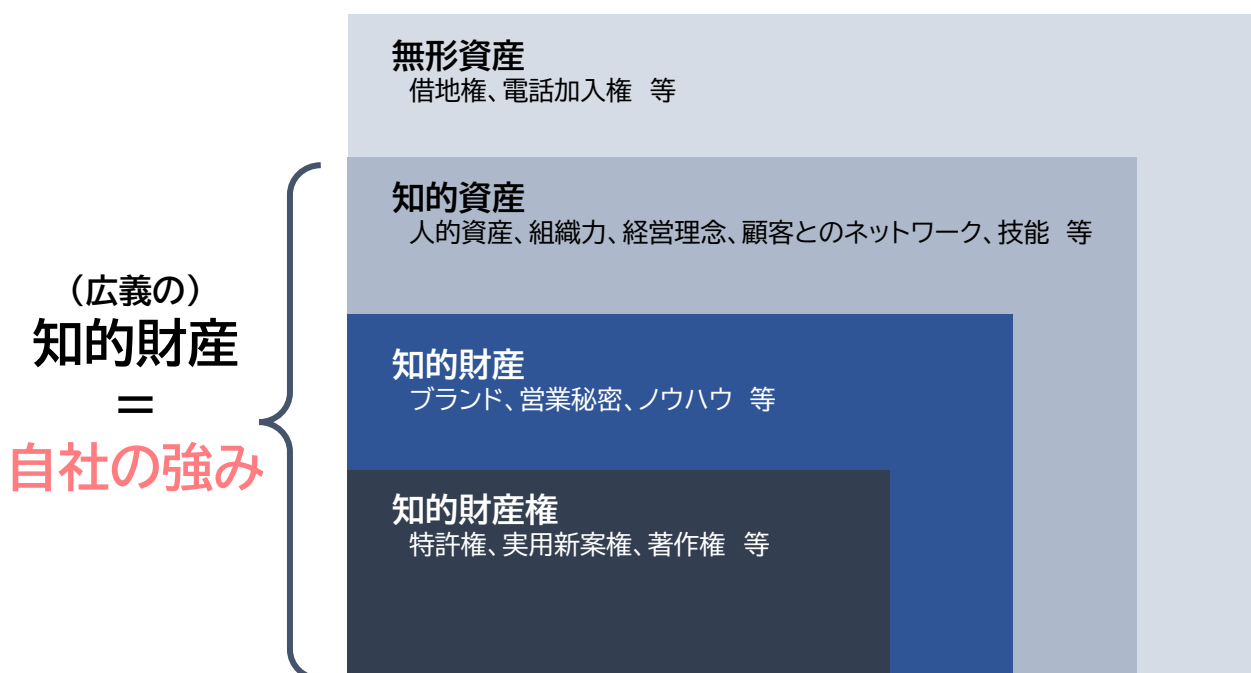 無形資産
借地権、電話加入権 等
知的資産
人的資産、組織力、経営理念、顧客とのネットワーク、技能 等
(広義の)
知的財産
＝
自社の強み
知的財産
ブランド、営業秘密、ノウハウ 等
知的財産権
特許権、実用新案権、著作権 等